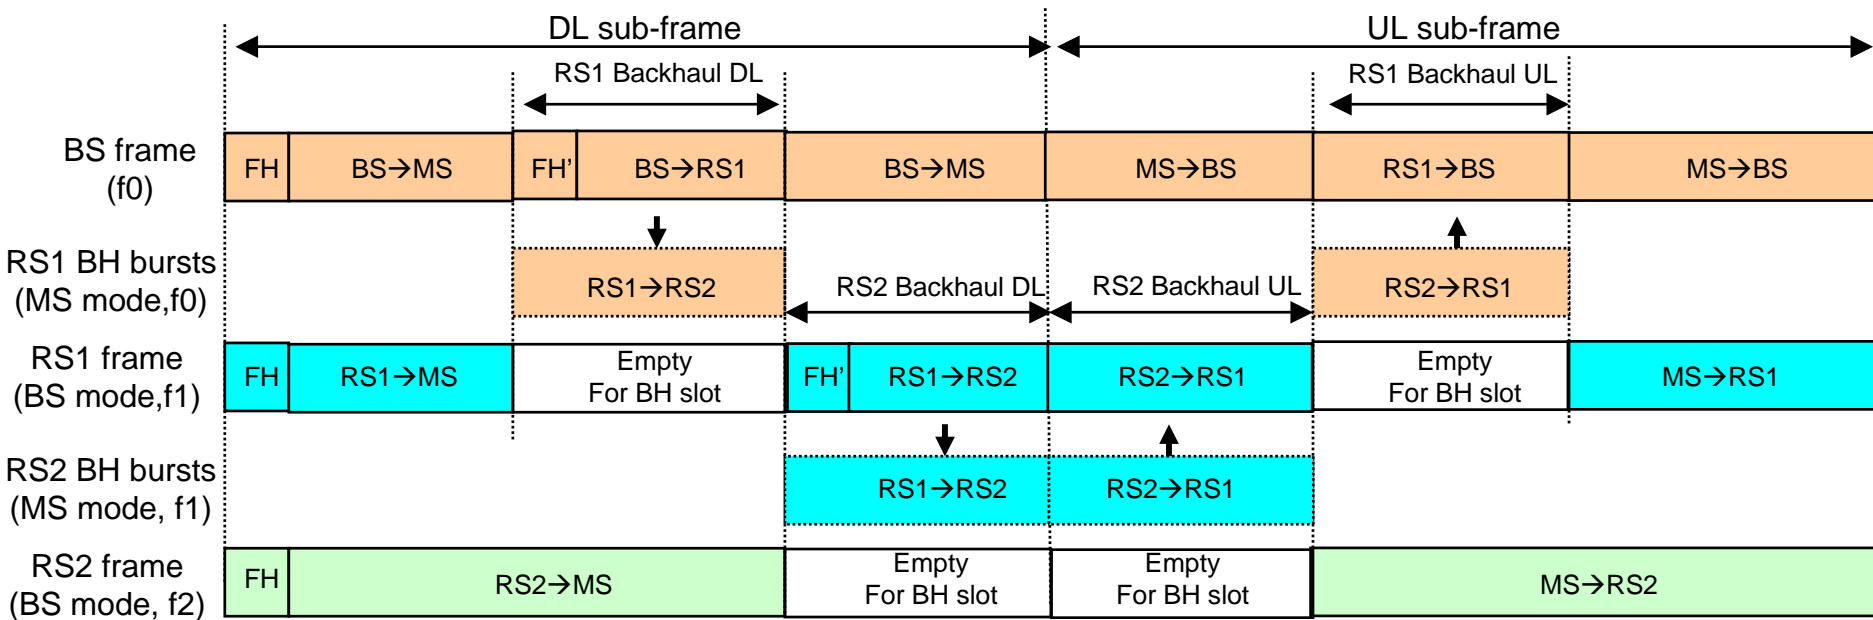 DL sub-frame UL sub-frame
RS1 Backhaul DL RS1 Backhaul UL
BS frame
(f0)
FH BS→MS FH' BS→RS1 BS→MS MS→BS RS1→BS MS→BS
RS1 BH bursts
(MS mode,f0)
RS1→RS2 RS2 Backhaul DL RS2 Backhaul UL RS2→RS1
RS1 frame
(BS mode,f1)
FH RS1→MS Empty
For BH slot
FH' RS1→RS2 RS2→RS1 Empty
For BH slot
MS→RS1
RS2 BH bursts
(MS mode, f1)
RS1→RS2 RS2→RS1
RS2 frame
(BS mode, f2)
FH RS2→MS Empty
For BH slot
Empty
For BH slot
MS→RS2